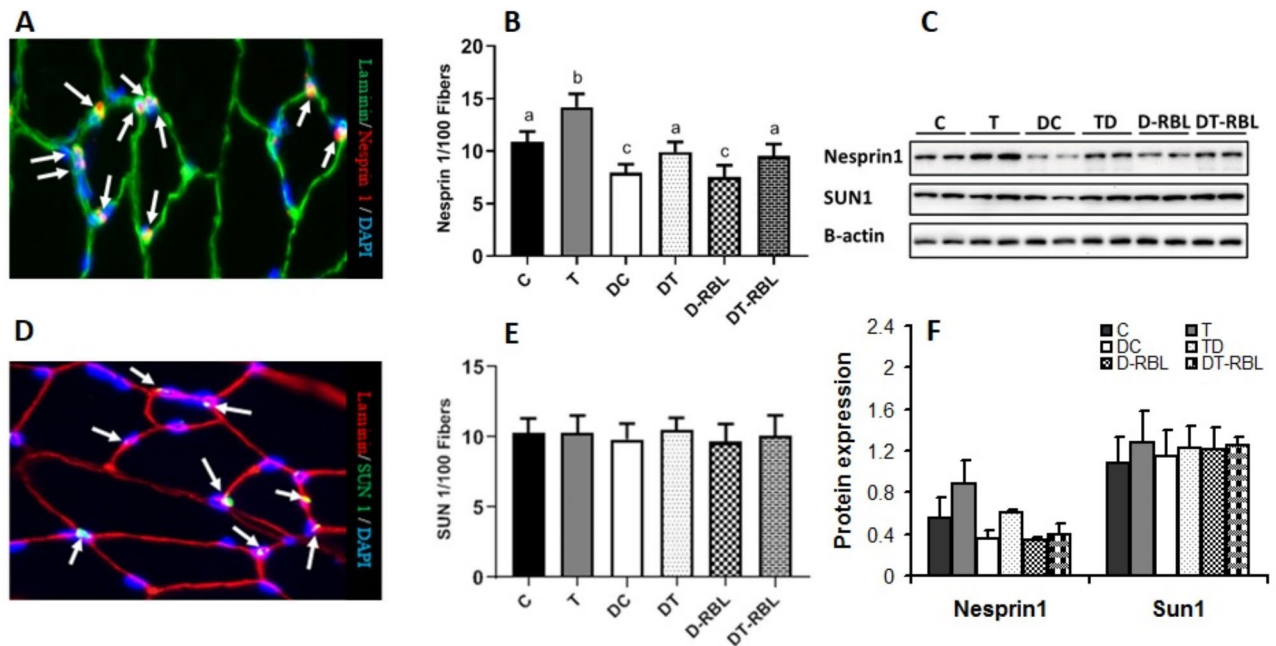 A
Laminin/ Nesprin 1 / DAPI
B
Nesprin 1/100 Fibers
20
15
10
5
0
a
b
c
a
c
a
C
T
DC
DT
D-RBL
DT-RBL
C
C T DC TD D-RBL DT-RBL
Nesprin1
SUN1
B-actin
D
Laminin/ SUN 1 / DAPI
E
SUN 1/100 Fibers
15
10
5
0
C
T
DC
DT
D-RBL
DT-RBL
F
Protein expression
2.4
2
1.6
1.2
0.8
0.4
0
C T
DC TD
D-RBL DT-RBL
Nesprin1 Sun1